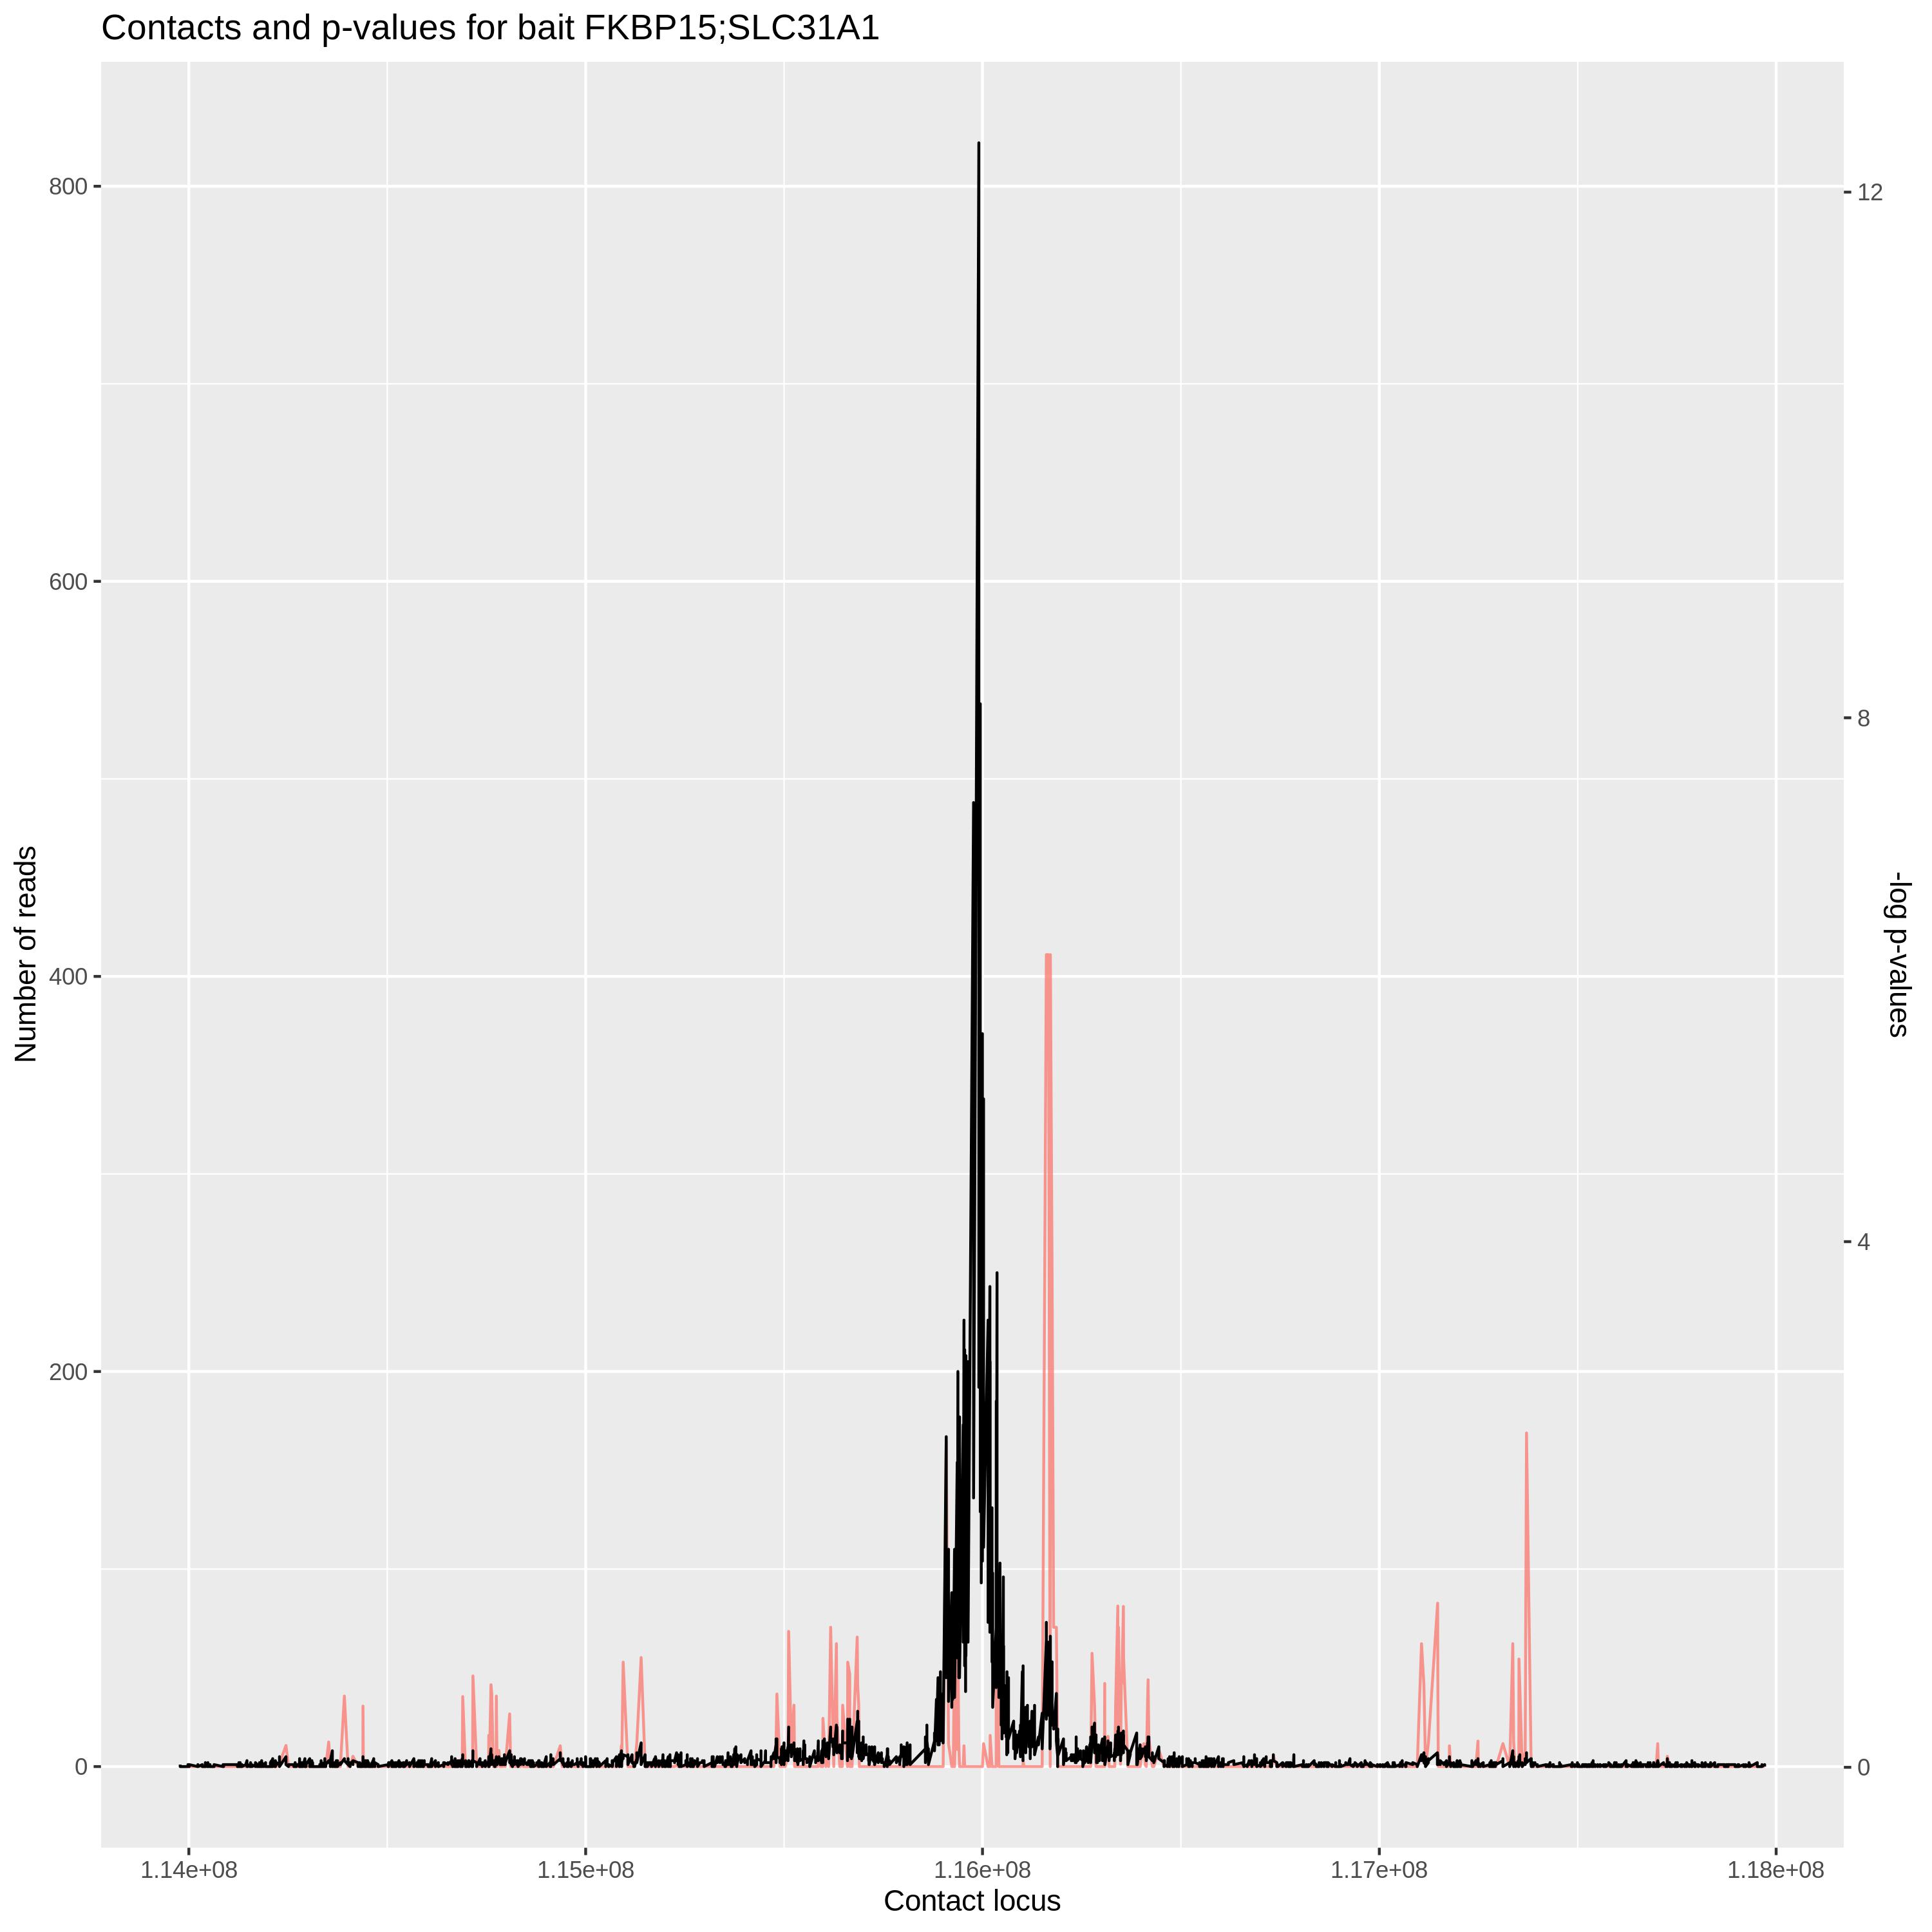 Contacts and p-values for bait FKBP15;SLC31A1
800
600
400
200
0
Number of reads
12
8
4
0
-log p-values
1.14e+08
1.15e+08
1.16e+08
1.17e+08
1.18e+08
Contact locus